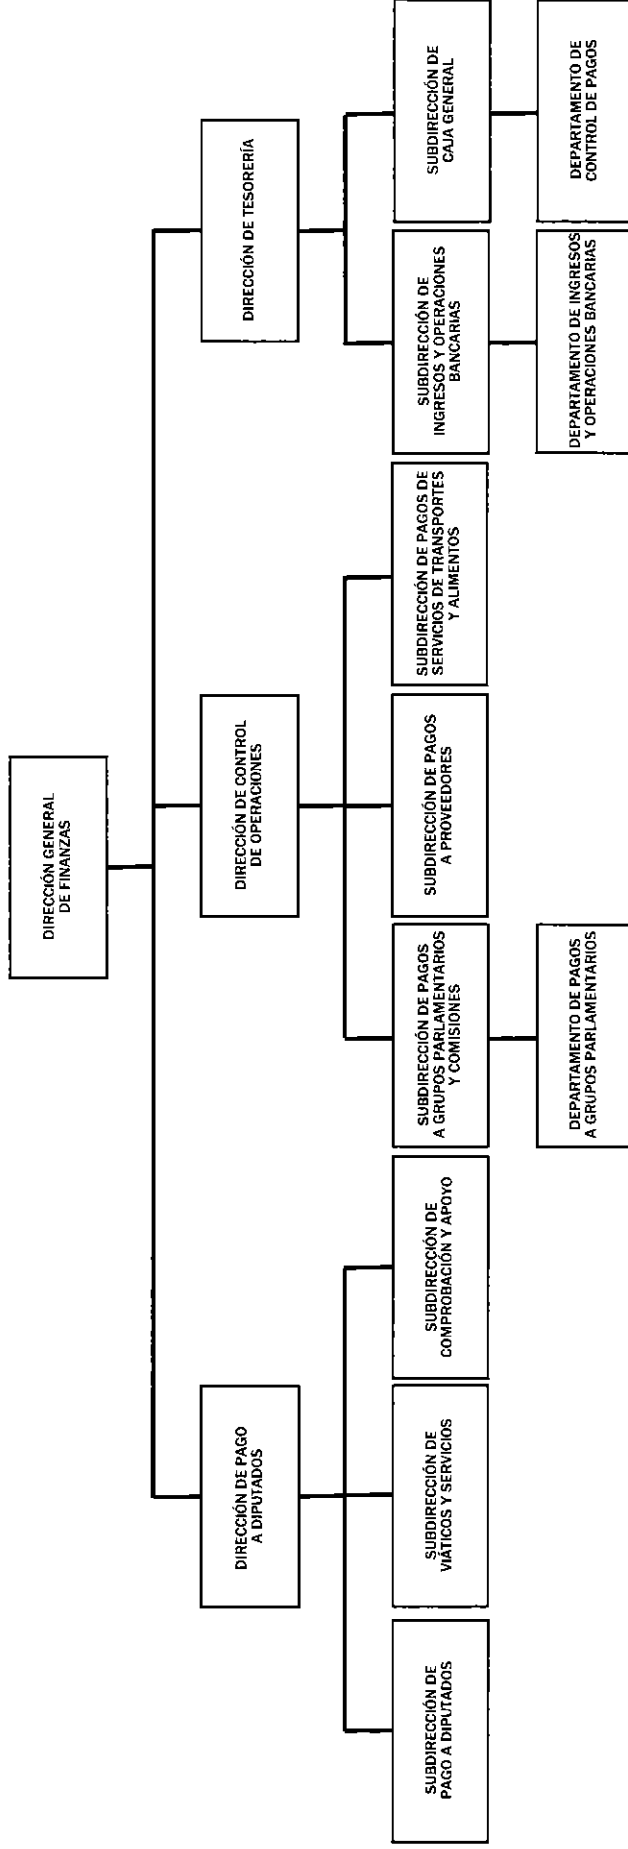 DIRECCIÓN GENERAL
DE FINANZAS
DIRECCIÓN DE PAGO
A DIPUTADOS
DIRECCIÓN DE CONTROL
DE OPERACIONES
DIRECCIÓN DE TESORERÍA
SUBDIRECCIÓN DE
PAGO A DIPUTADOS
SUBDIRECCIÓN DE
VIÁTICOS Y SERVICIOS
SUBDIRECCIÓN DE
COMPROBACIÓN Y APOYO
SUBDIRECCIÓN DE PAGOS
A GRUPOS PARLAMENTARIOS
Y COMISIONES
SUBDIRECCIÓN DE PAGOS
A PROVEEDORES
SUBDIRECCIÓN DE PAGOS DE
SERVICIOS DE TRANSPORTES
Y ALIMENTOS
SUBDIRECCIÓN DE
INGRESOS Y OPERACIONES
BANCARIAS
SUBDIRECCIÓN DE
CAJA GENERAL
DEPARTAMENTO DE PAGOS
A GRUPOS PARLAMENTARIOS
DEPARTAMENTO DE INGRESOS
Y OPERACIONES BANCARIAS
DEPARTAMENTO DE
CONTROL DE PAGOS